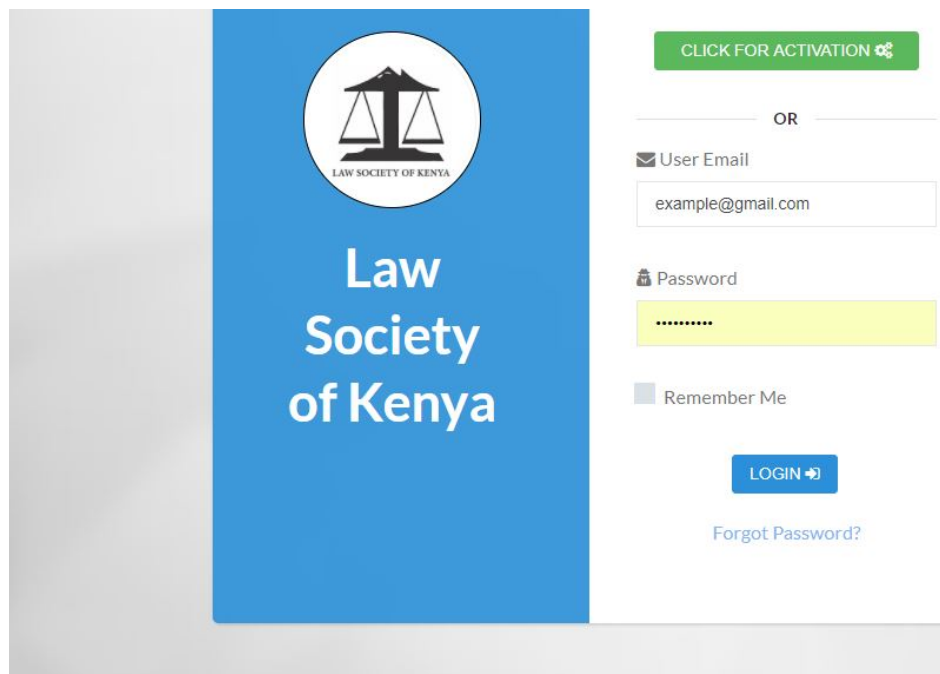 LAW SOCIETY OF KENYA
Law
Society
of Kenya
CLICK FOR ACTIVATION
OR
User Email
example@gmail.com
Password
••••••••••
Remember Me
LOGIN
Forgot Password?